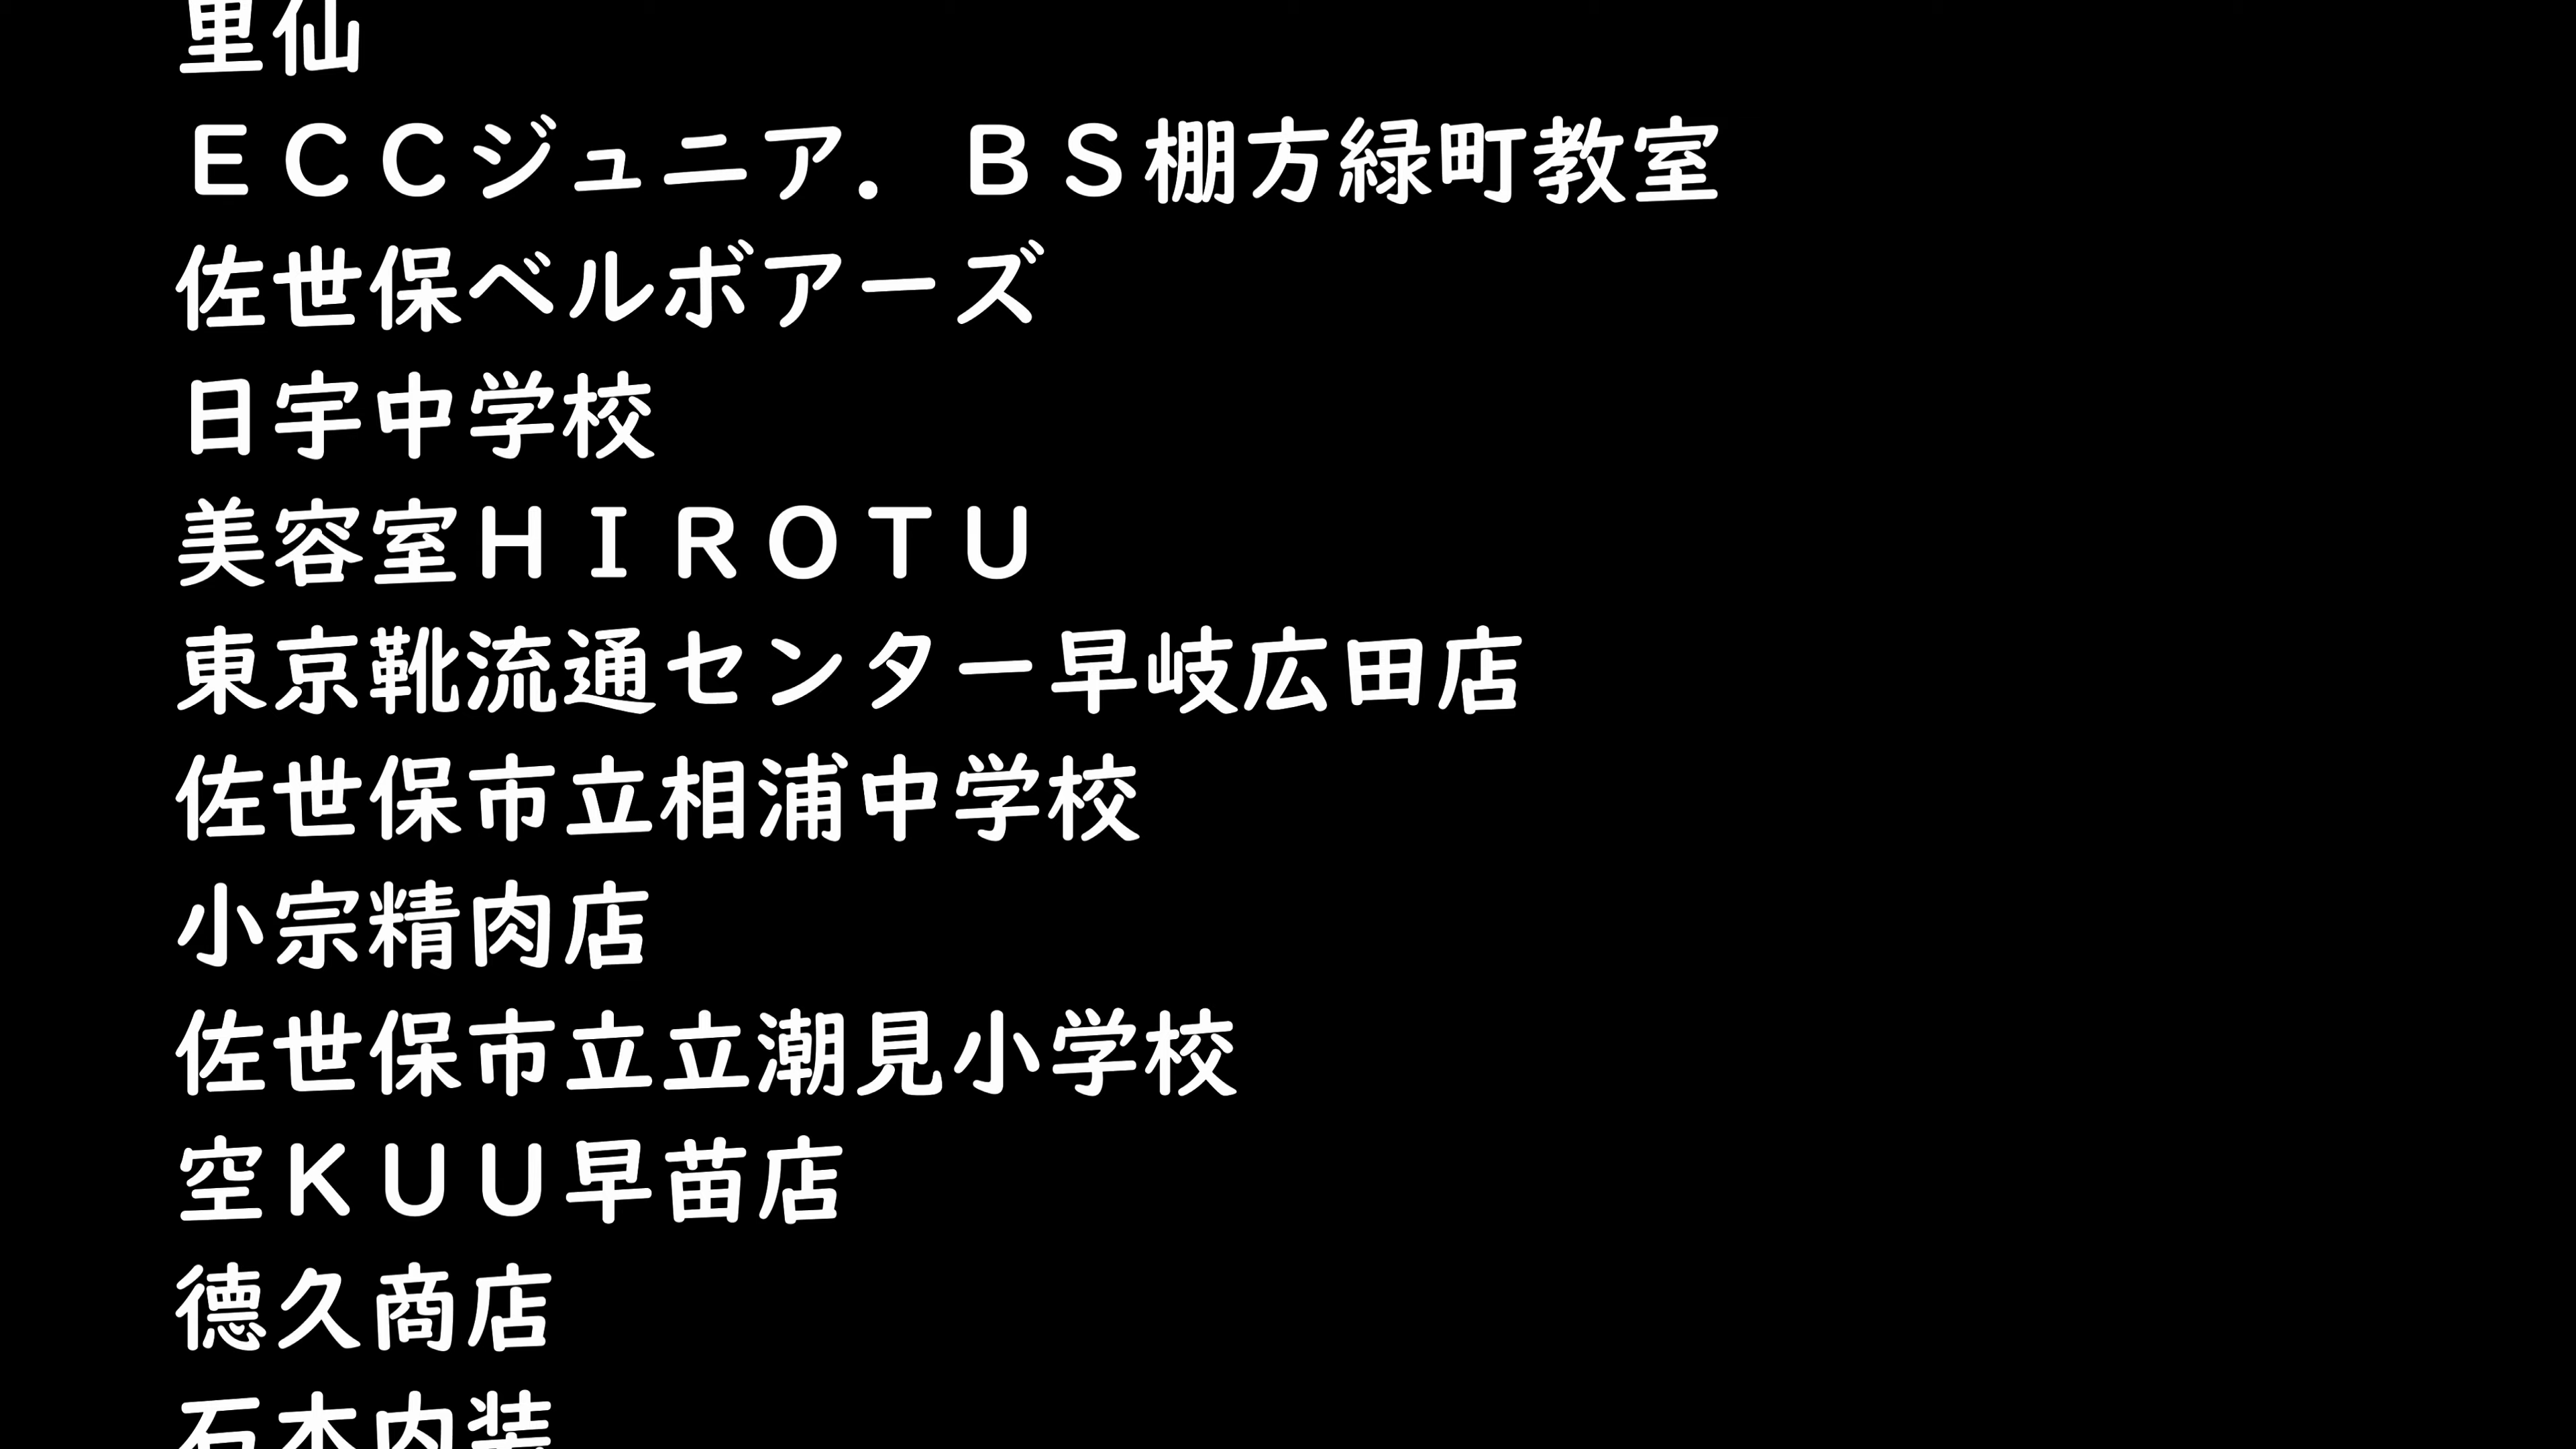 里仙
ＥＣＣジュニア．ＢＳ棚方緑町教室
佐世保ベルボアーズ
日宇中学校
美容室ＨＩＲＯＴＵ
東京靴流通センター早岐広田店
佐世保市立相浦中学校
小宗精肉店
佐世保市立立潮見小学校
空ＫＵＵ早苗店
德久商店